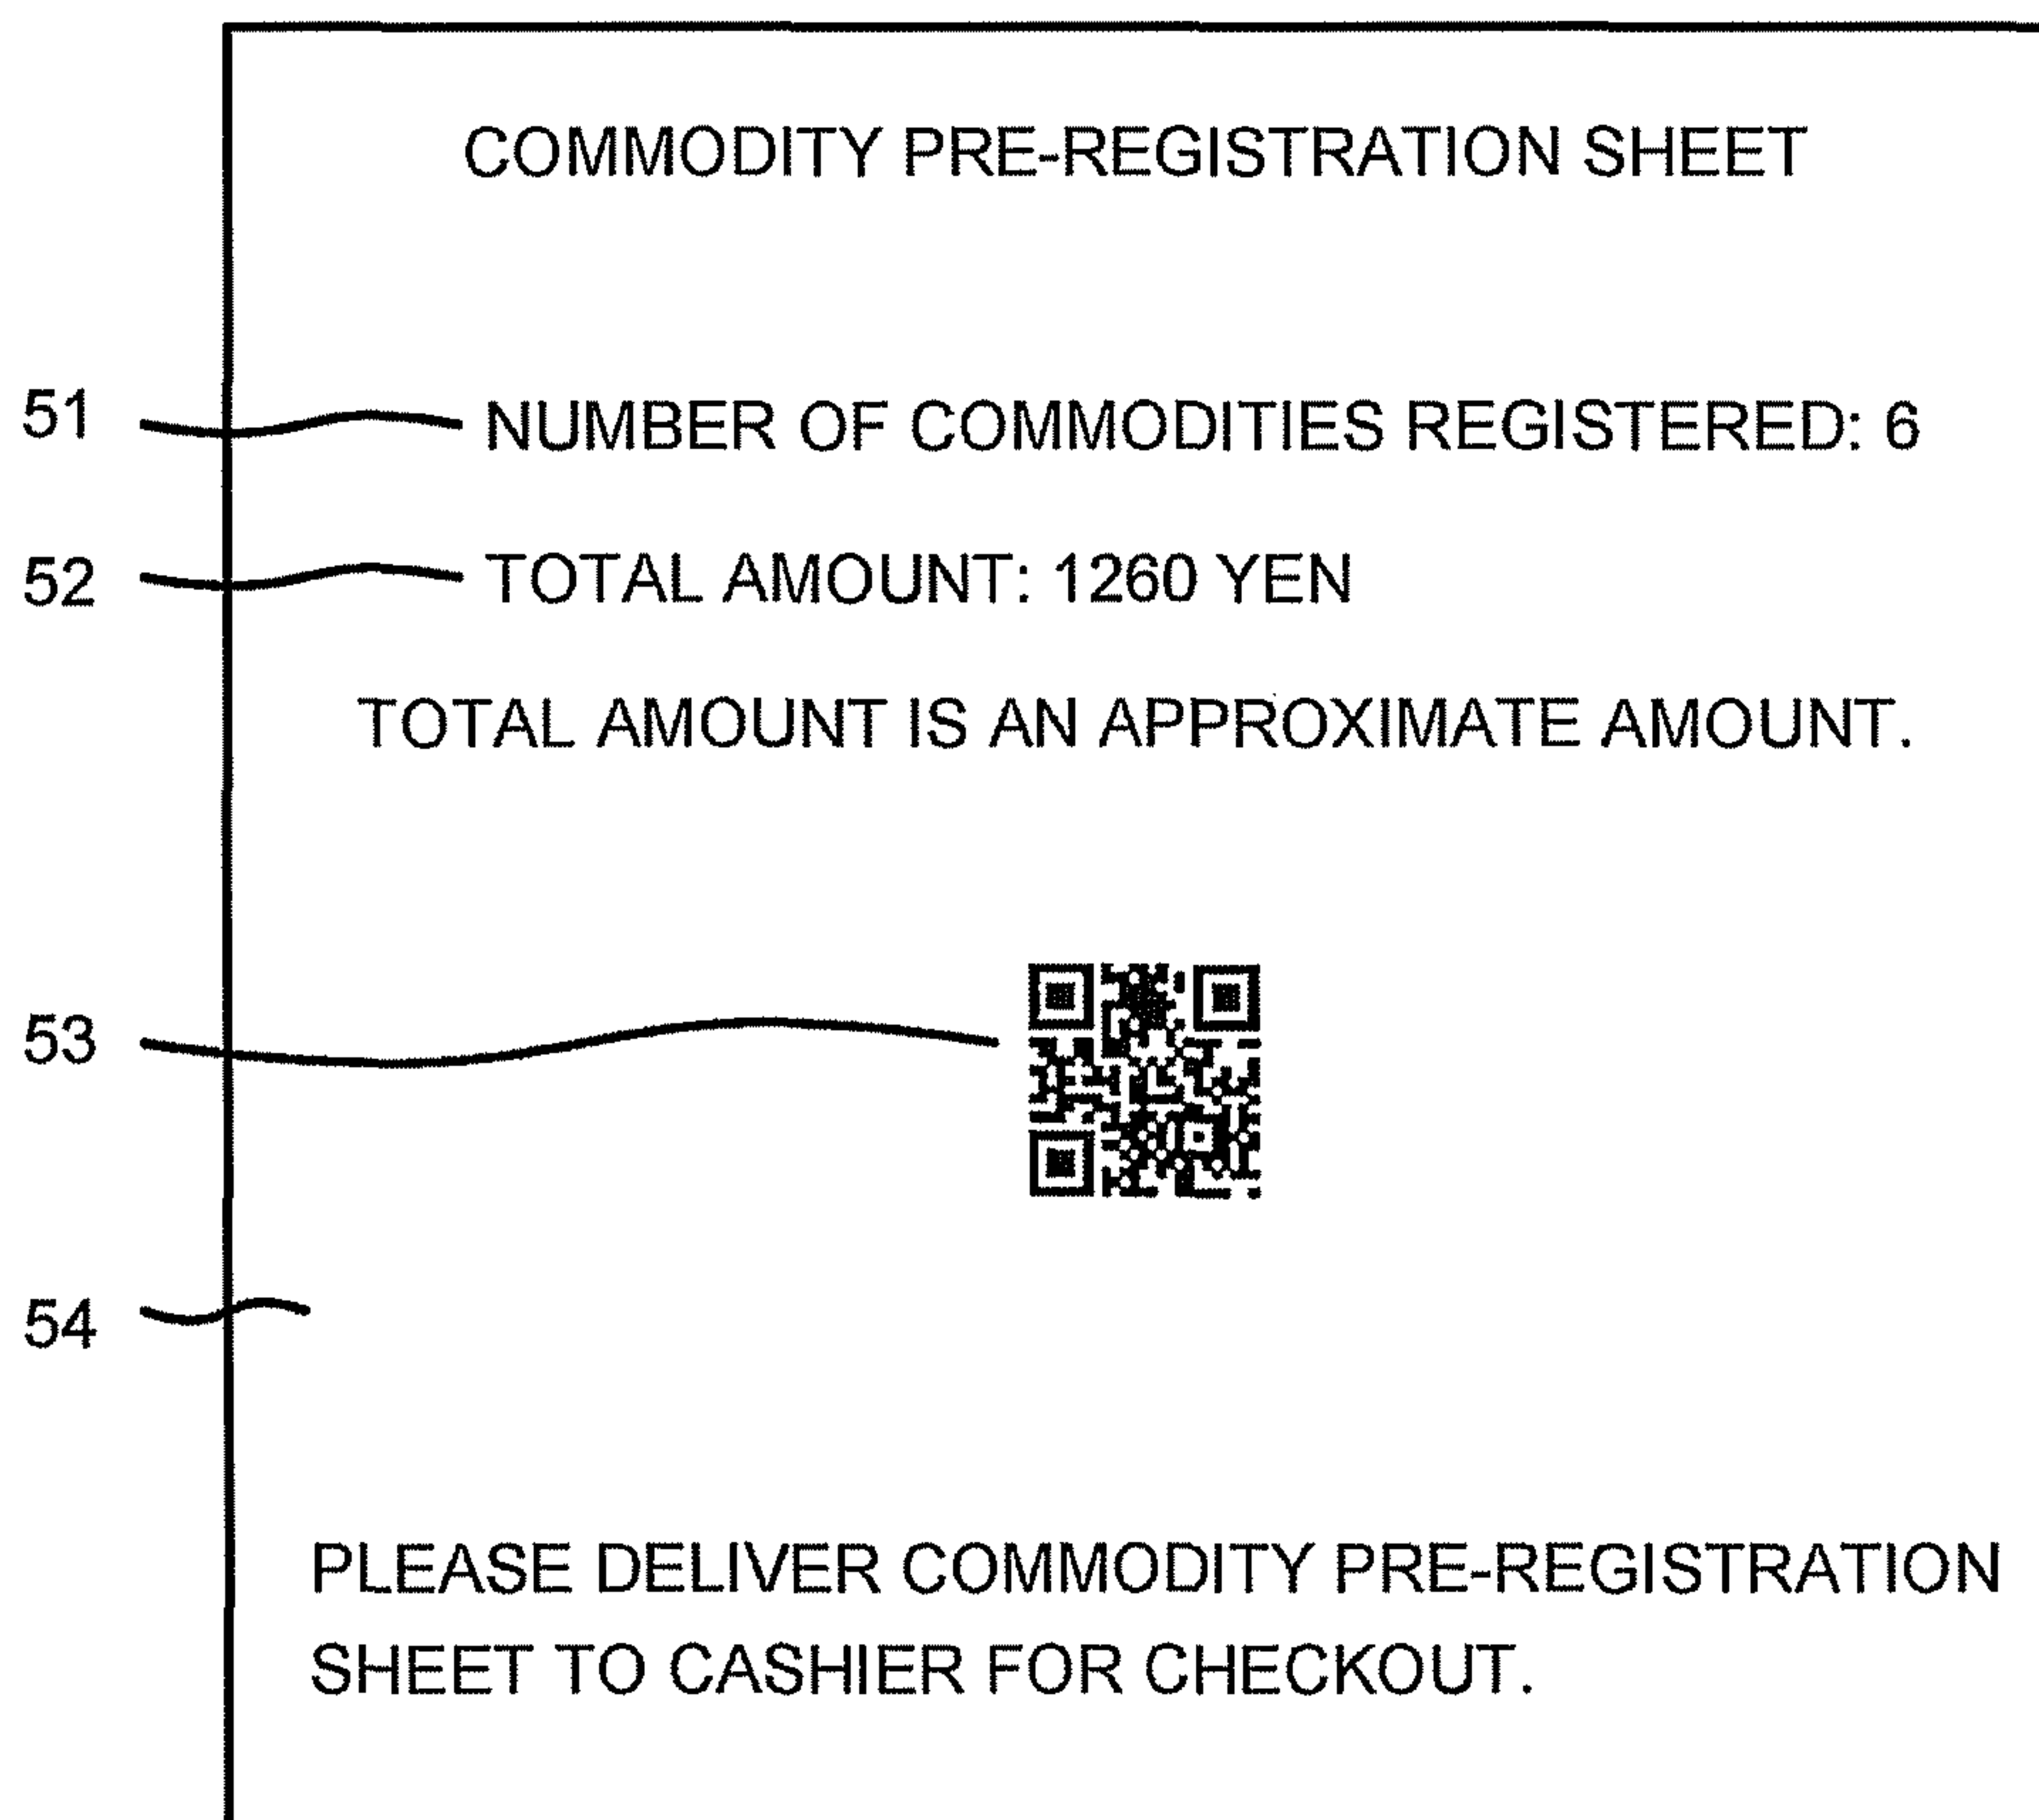 COMMODITY PRE-REGISTRATION SHEET
51 NUMBER OF COMMODITIES REGISTERED: 6
52 TOTAL AMOUNT: 1260 YEN
TOTAL AMOUNT IS AN APPROXIMATE AMOUNT.
53
54
PLEASE DELIVER COMMODITY PRE-REGISTRATION
SHEET TO CASHIER FOR CHECKOUT.